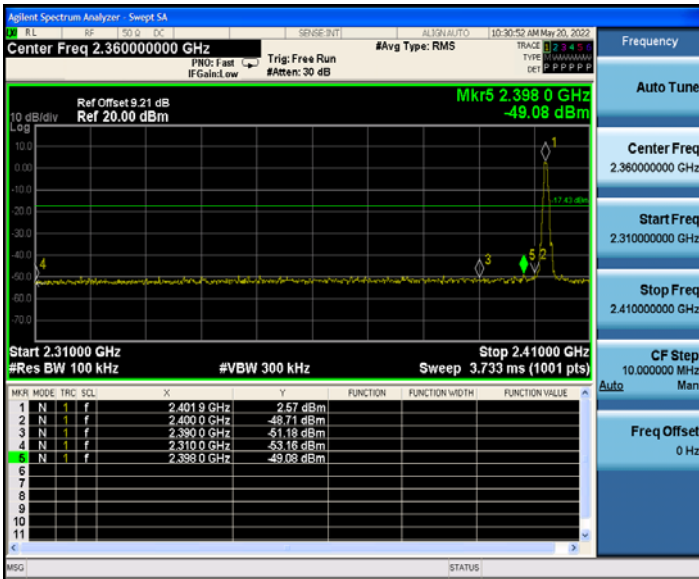 Agilent Spectrum Analyzer - Swept SA
RL RF 50 Ω DC SENSE:INT ALIGNAUTO 10:30:52 AM May 20, 2022
Center Freq 2.360000000 GHz
PNO: Fast
IFGain:Low
Trig: Free Run
#Atten: 30 dB
#Avg Type: RMS
TRACE 1 2 3 4 5 6
TYPE
DET P P P P P P
Mkr5 2.398 0 GHz
-49.08 dBm
Ref Offset 9.21 dB
10 dB/div Ref 20.00 dBm
Log
10.0
0.00
-10.0
-20.0
-30.0
-40.0
-50.0
-60.0
-70.0
1
-17.43 dBm
4
3
5 2
Start 2.31000 GHz
Stop 2.41000 GHz
#Res BW 100 kHz
#VBW 300 kHz
Sweep 3.733 ms (1001 pts)
MKR MODE TRC SCL X Y FUNCTION FUNCTION WIDTH FUNCTION VALUE
1 N 1 f 2.401 9 GHz 2.57 dBm
2 N 1 f 2.400 0 GHz -48.71 dBm
3 N 1 f 2.390 0 GHz -51.18 dBm
4 N 1 f 2.310 0 GHz -53.16 dBm
5 N 1 f 2.398 0 GHz -49.08 dBm
6
7
8
9
10
11
MSG
STATUS
Frequency
Auto Tune
Center Freq
2.360000000 GHz
Start Freq
2.310000000 GHz
Stop Freq
2.410000000 GHz
CF Step
10.000000 MHz
Auto Man
Freq Offset
0 Hz